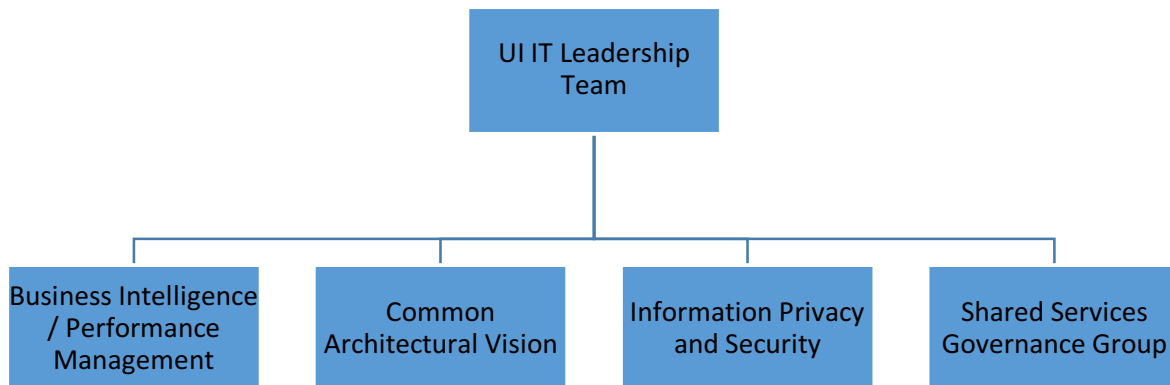 UI IT Leadership
Team
Business Intelligence
/ Performance
Management
Common
Architectural Vision
Information Privacy
and Security
Shared Services
Governance Group